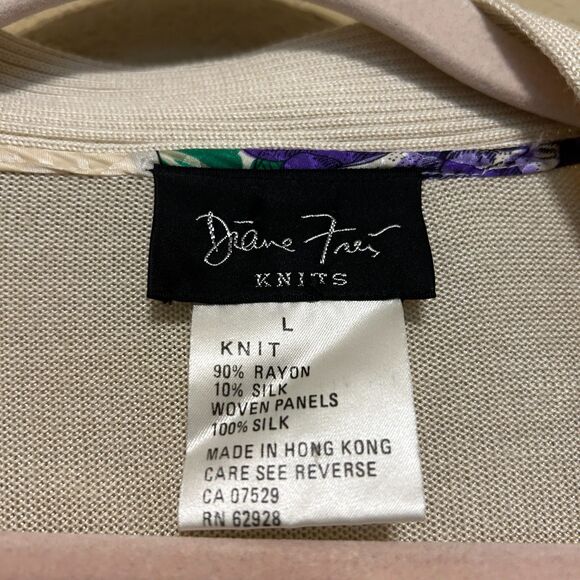 Diane Freis
KNITS
L
KNIT
90% RAYON
10% SILK
WOVEN PANELS
100% SILK
MADE IN HONG KONG
CARE SEE REVERSE
CA 07529
RN 62928